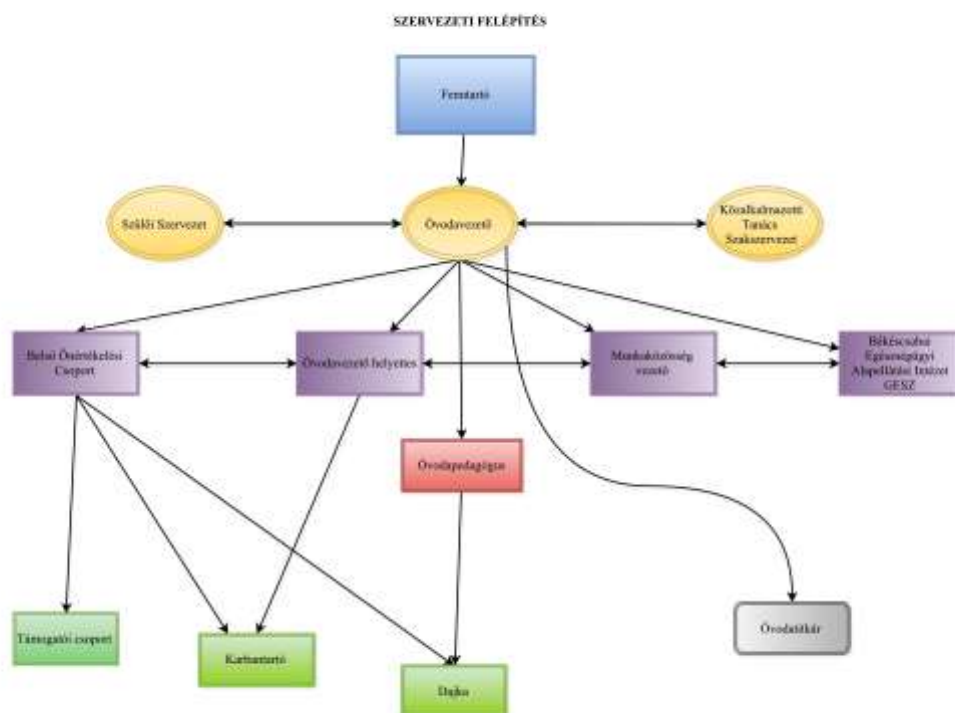 SZERVEZETI FELÉPÍTÉS
Fenntartó
Szülői Szervezet
Óvodavezető
Közalkalmazotti
Tanács
Szakszervezet
Belső Önértékelési
Csoport
Óvodavezető helyettes
Munkaközösség
vezető
Békéscsabai
Egészségügyi
Alapellátási Intézet
GESZ
Óvodapedagógus
Támogatói csoport
Karbantartó
Dajka
Óvodatitkár